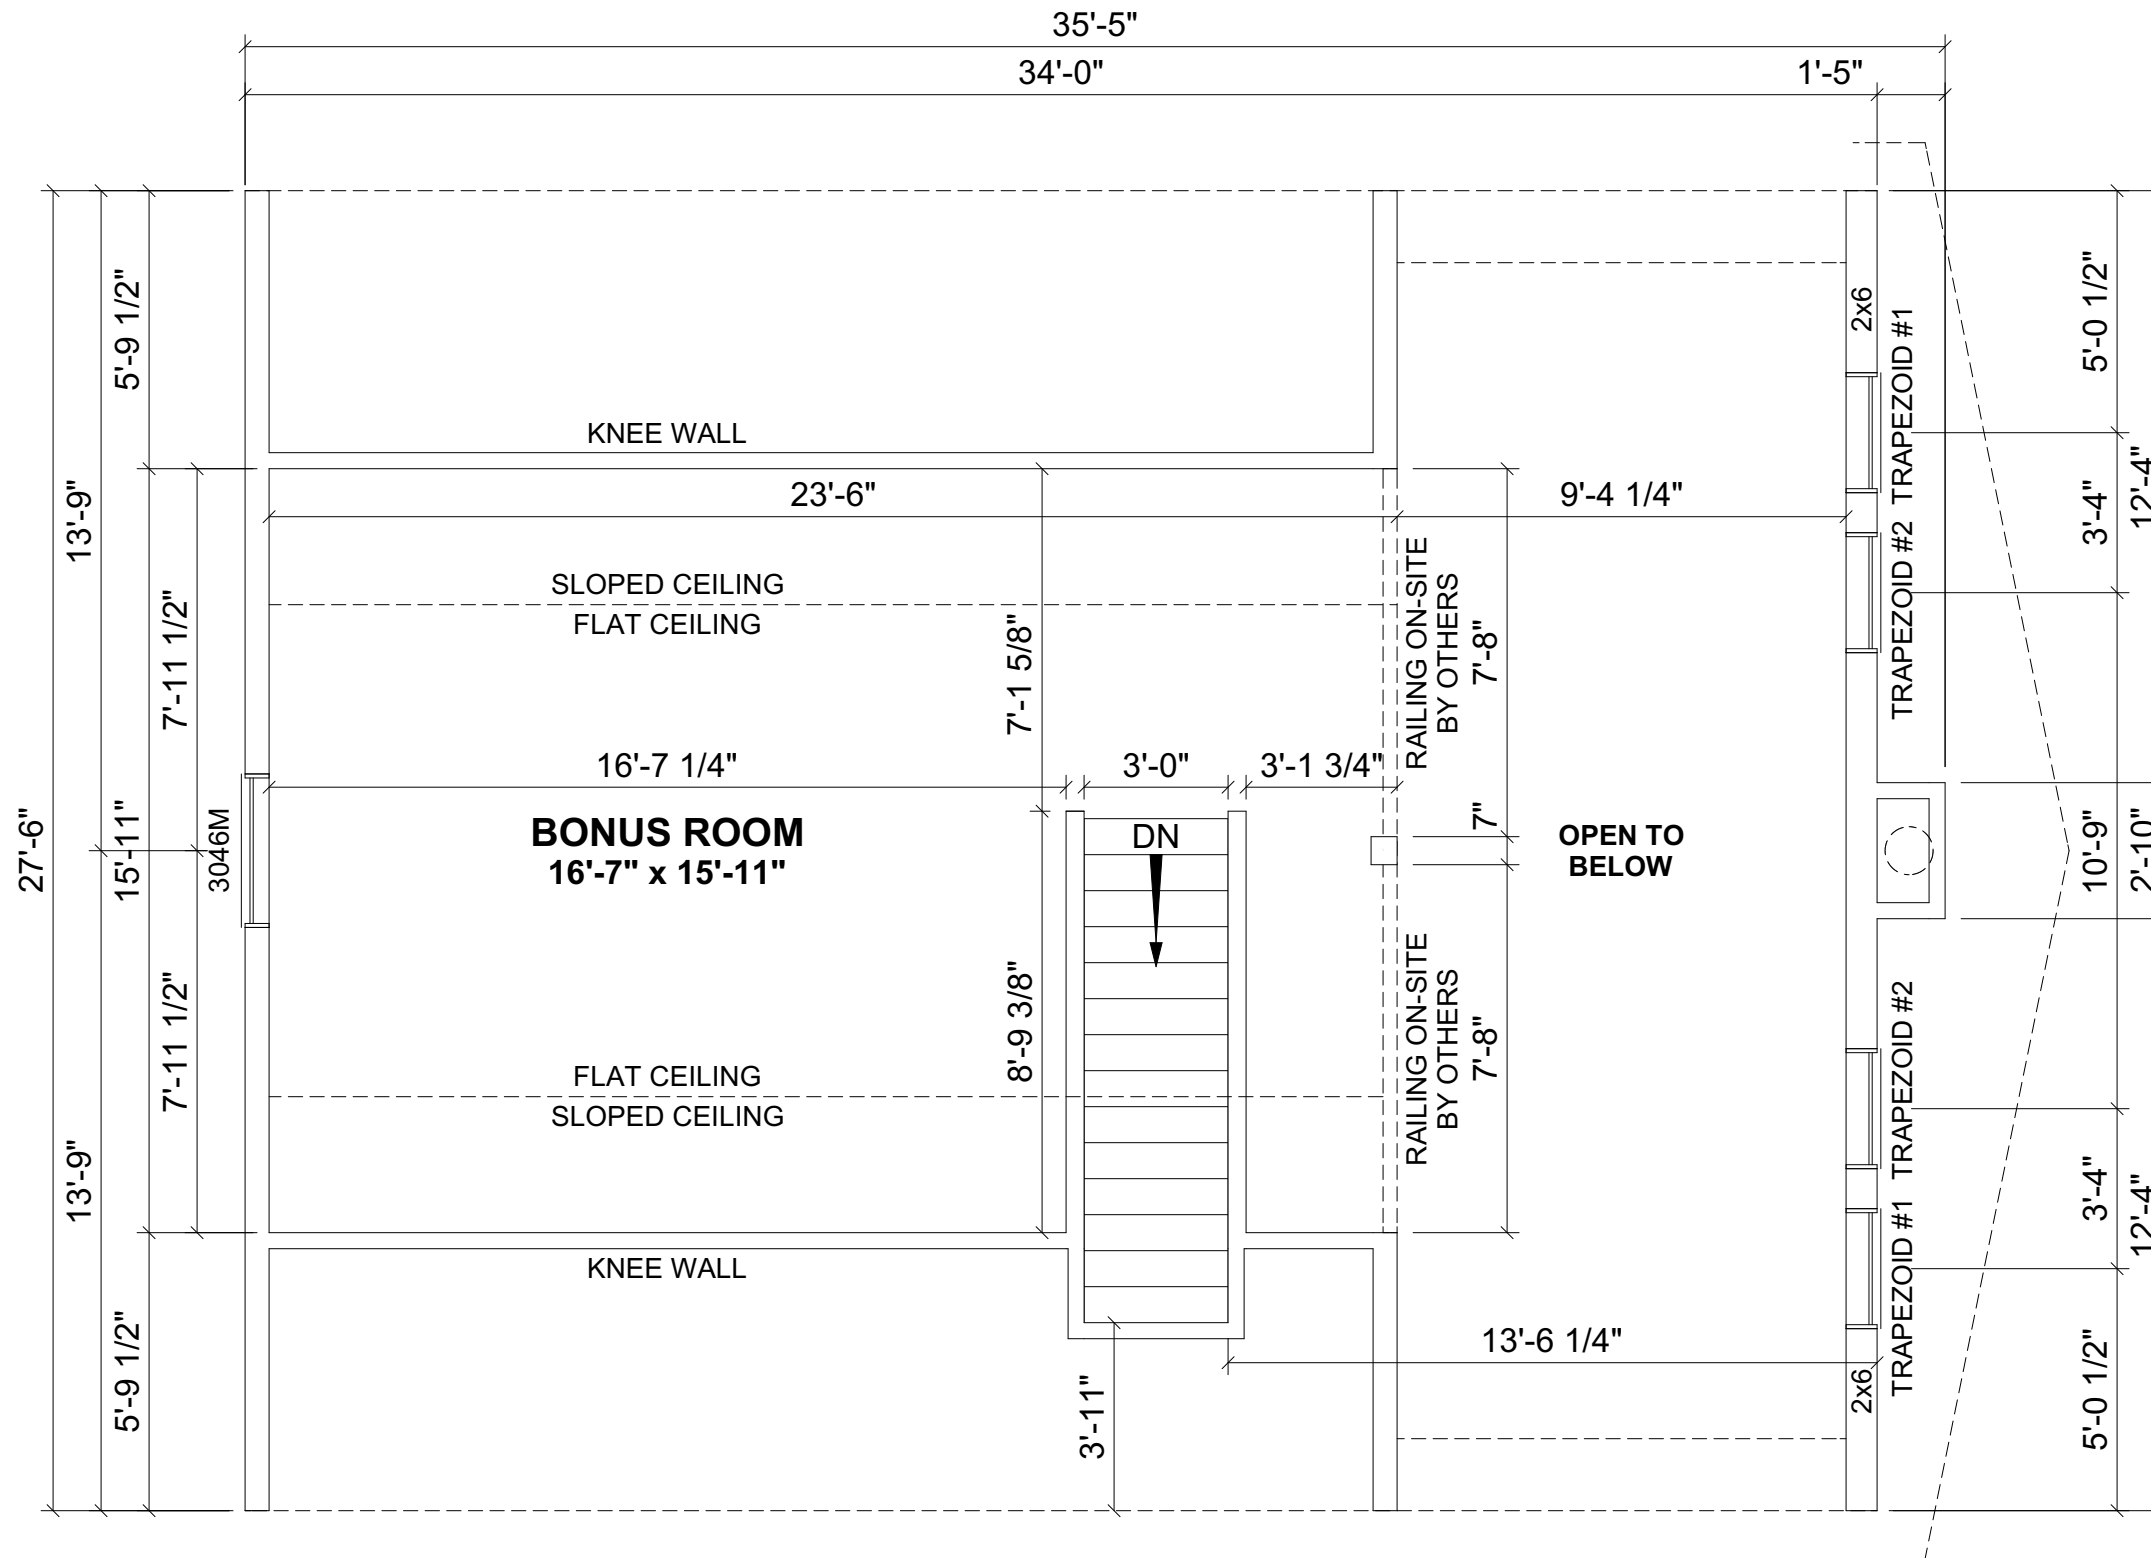 35'-5"
34'-0"
1'-5"
5'-9 1/2"
13'-9"
27'-6"
15'-11"
7'-11 1/2"
7'-11 1/2"
13'-9"
5'-9 1/2"
3046M
KNEE WALL
23'-6"
9'-4 1/4"
SLOPED CEILING
FLAT CEILING
7'-1 5/8"
RAILING ON-SITE
BY OTHERS
7'-8"
16'-7 1/4"
3'-0"
3'-1 3/4"
7"
BONUS ROOM
16'-7" x 15'-11"
DN
OPEN TO
BELOW
8'-9 3/8"
RAILING ON-SITE
BY OTHERS
7'-8"
FLAT CEILING
SLOPED CEILING
KNEE WALL
13'-6 1/4"
3'-11"
2x6
TRAPEZOID #1
TRAPEZOID #2
TRAPEZOID #2
TRAPEZOID #1
2x6
5'-0 1/2"
3'-4"
12'-4"
10'-9"
2'-10"
3'-4"
12'-4"
5'-0 1/2"